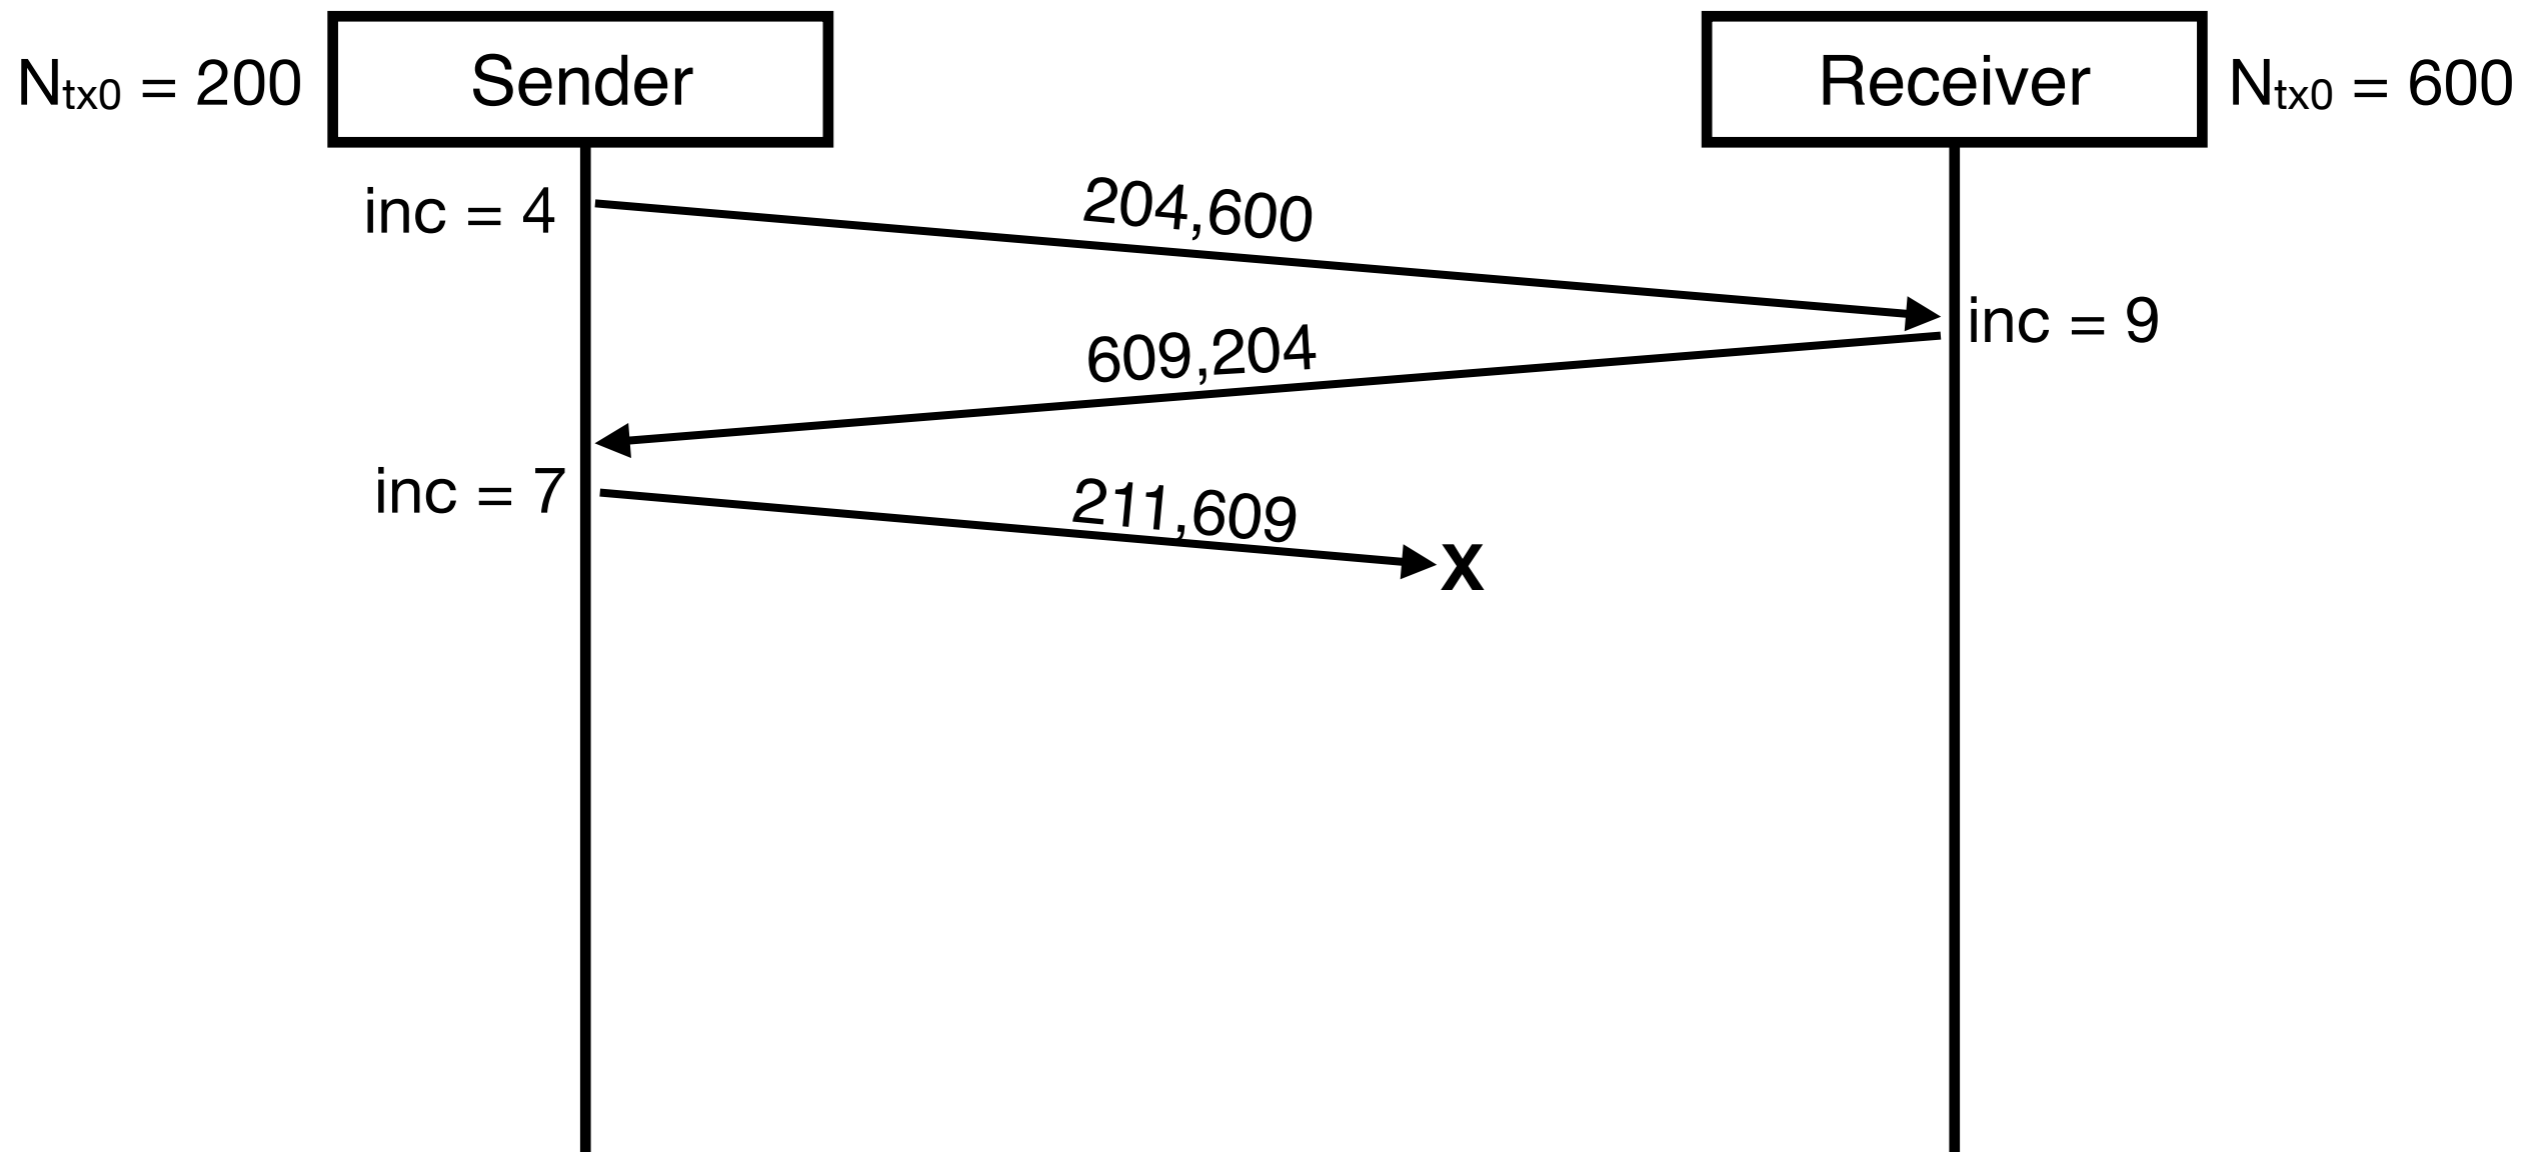 Ntx0 = 200
Sender
Receiver
Ntx0 = 600
inc = 4
204,600
inc = 9
609,204
inc = 7
211,609
X